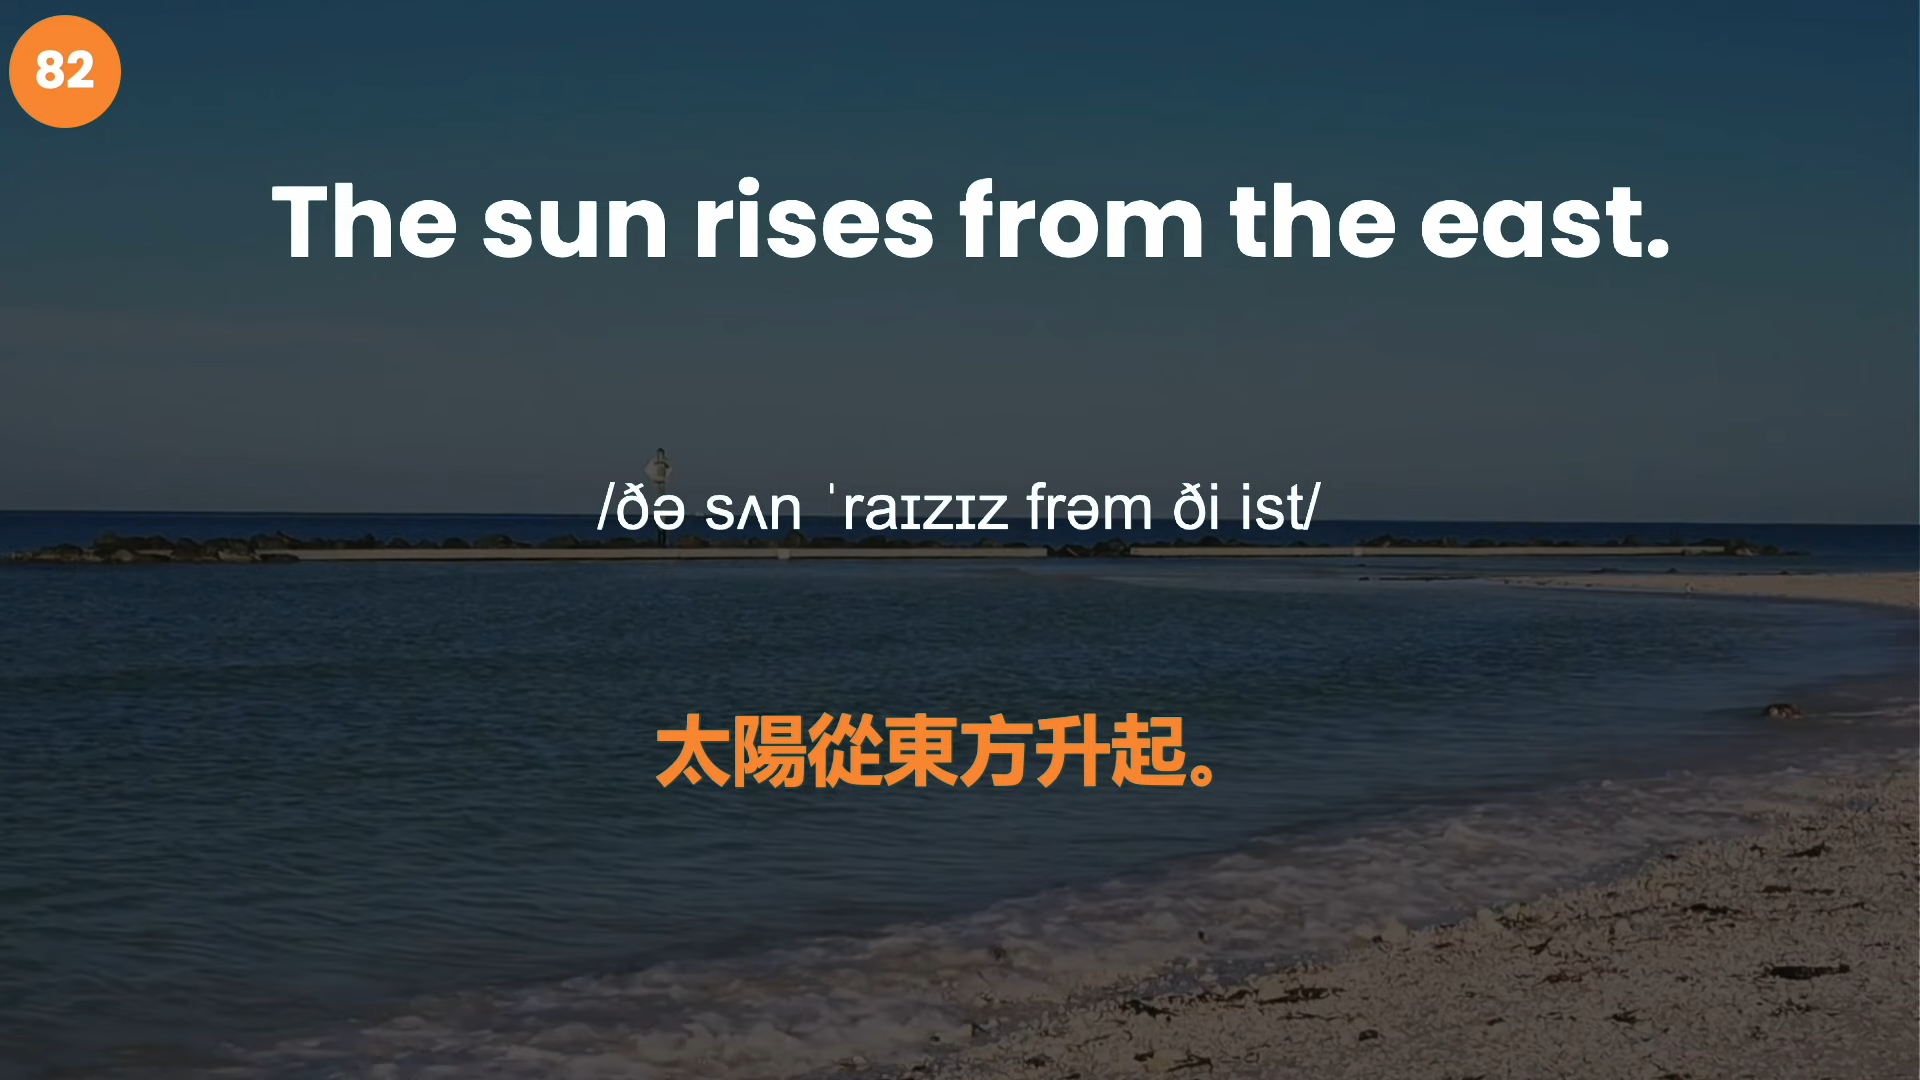 82
The sun rises from the east.
/ðə sʌn ˈraɪzɪz frəm ði ist/
太陽從東方升起。